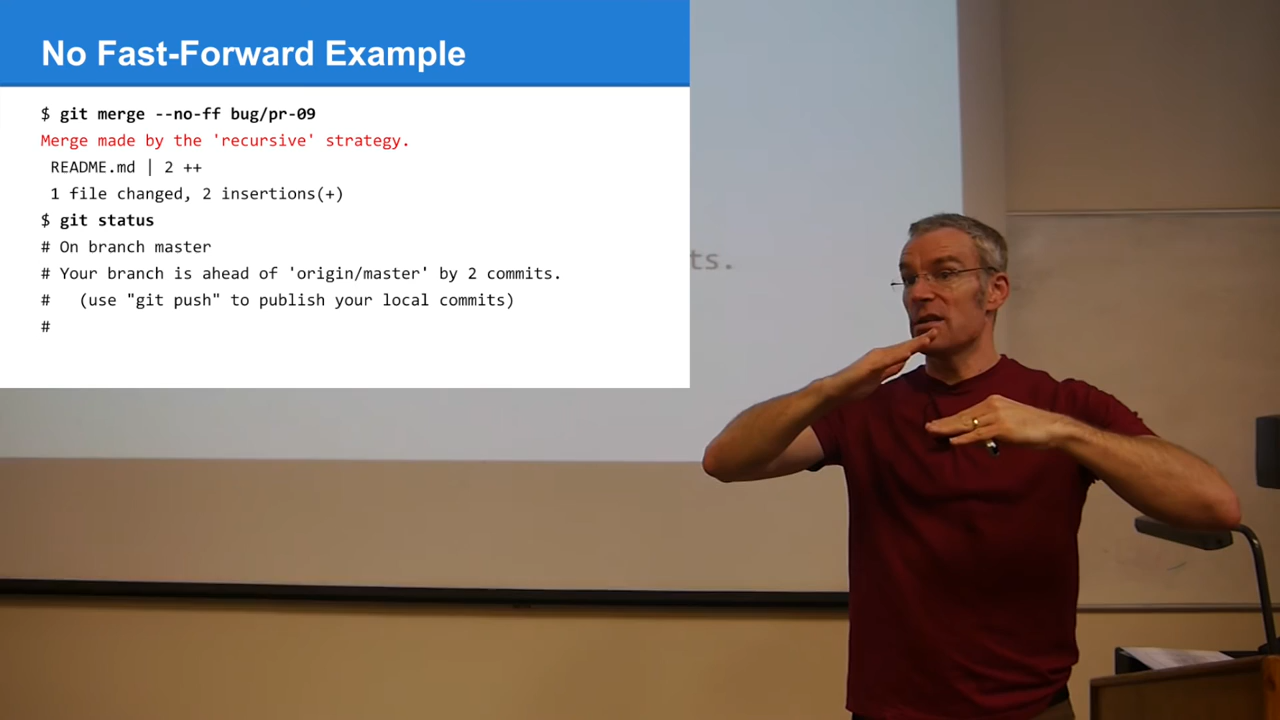 No Fast-Forward Example
$ git merge --no-ff bug/pr-09
Merge made by the 'recursive' strategy.
README.md | 2 ++
1 file changed, 2 insertions(+)
$ git status
# On branch master
# Your branch is ahead of 'origin/master' by 2 commits.
#   (use "git push" to publish your local commits)
#
ts.